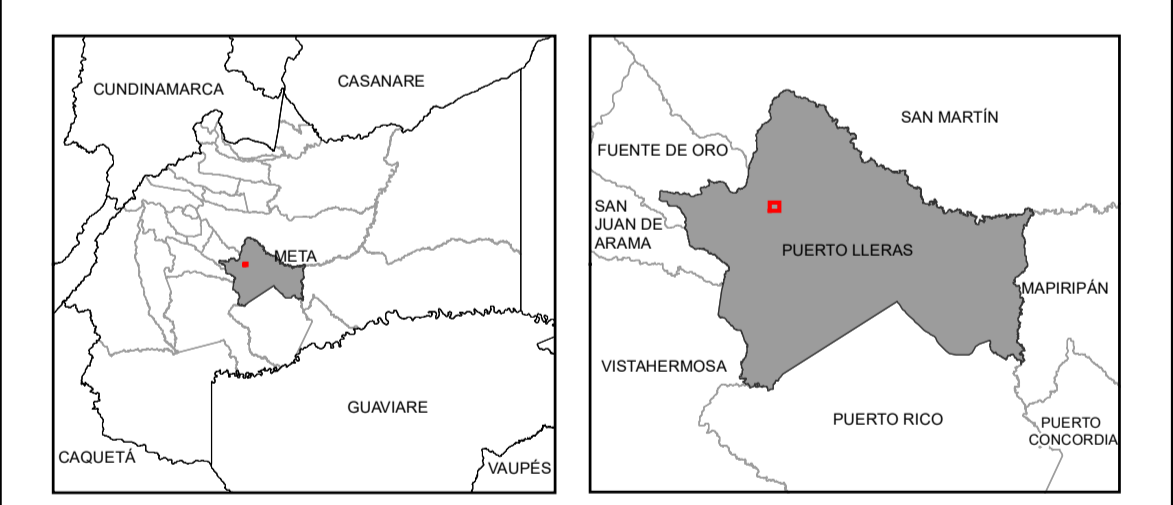 CUNDINAMARCA
CASANARE
META
GUAVIARE
CAQUETÁ
VAUPÉS
SAN MARTÍN
FUENTE DE ORO
SAN
JUAN DE
ARAMA
PUERTO LLERAS
MAPIRIPÁN
VISTAHERMOSA
PUERTO RICO
PUERTO
CONCORDIA